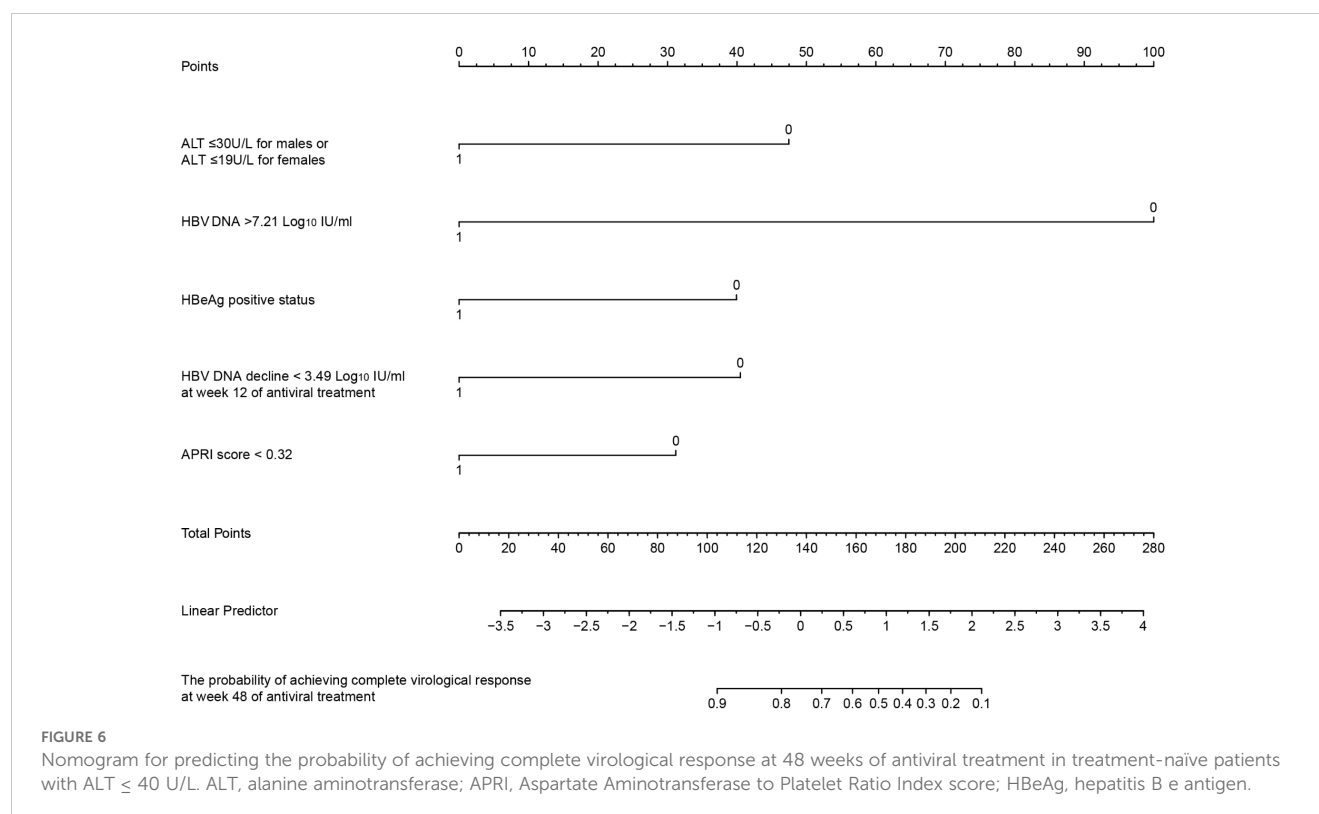 0 10 20 30 40 50 60 70 80 90 100
Points
0
ALT ≤30U/L for males or
ALT ≤19U/L for females
1
0
HBV DNA >7.21 Log10 IU/ml
1
0
HBeAg positive status
1
0
HBV DNA decline < 3.49 Log10 IU/ml
at week 12 of antiviral treatment
1
0
APRI score < 0.32
1
Total Points
0 20 40 60 80 100 120 140 160 180 200 220 240 260 280
Linear Predictor
−3.5 −3 −2.5 −2 −1.5 −1 −0.5 0 0.5 1 1.5 2 2.5 3 3.5 4
The probability of achieving complete virological response
at week 48 of antiviral treatment
0.9 0.8 0.7 0.6 0.5 0.4 0.3 0.2 0.1
FIGURE 6
Nomogram for predicting the probability of achieving complete virological response at 48 weeks of antiviral treatment in treatment-naïve patients
with ALT ≤ 40 U/L. ALT, alanine aminotransferase; APRI, Aspartate Aminotransferase to Platelet Ratio Index score; HBeAg, hepatitis B e antigen.